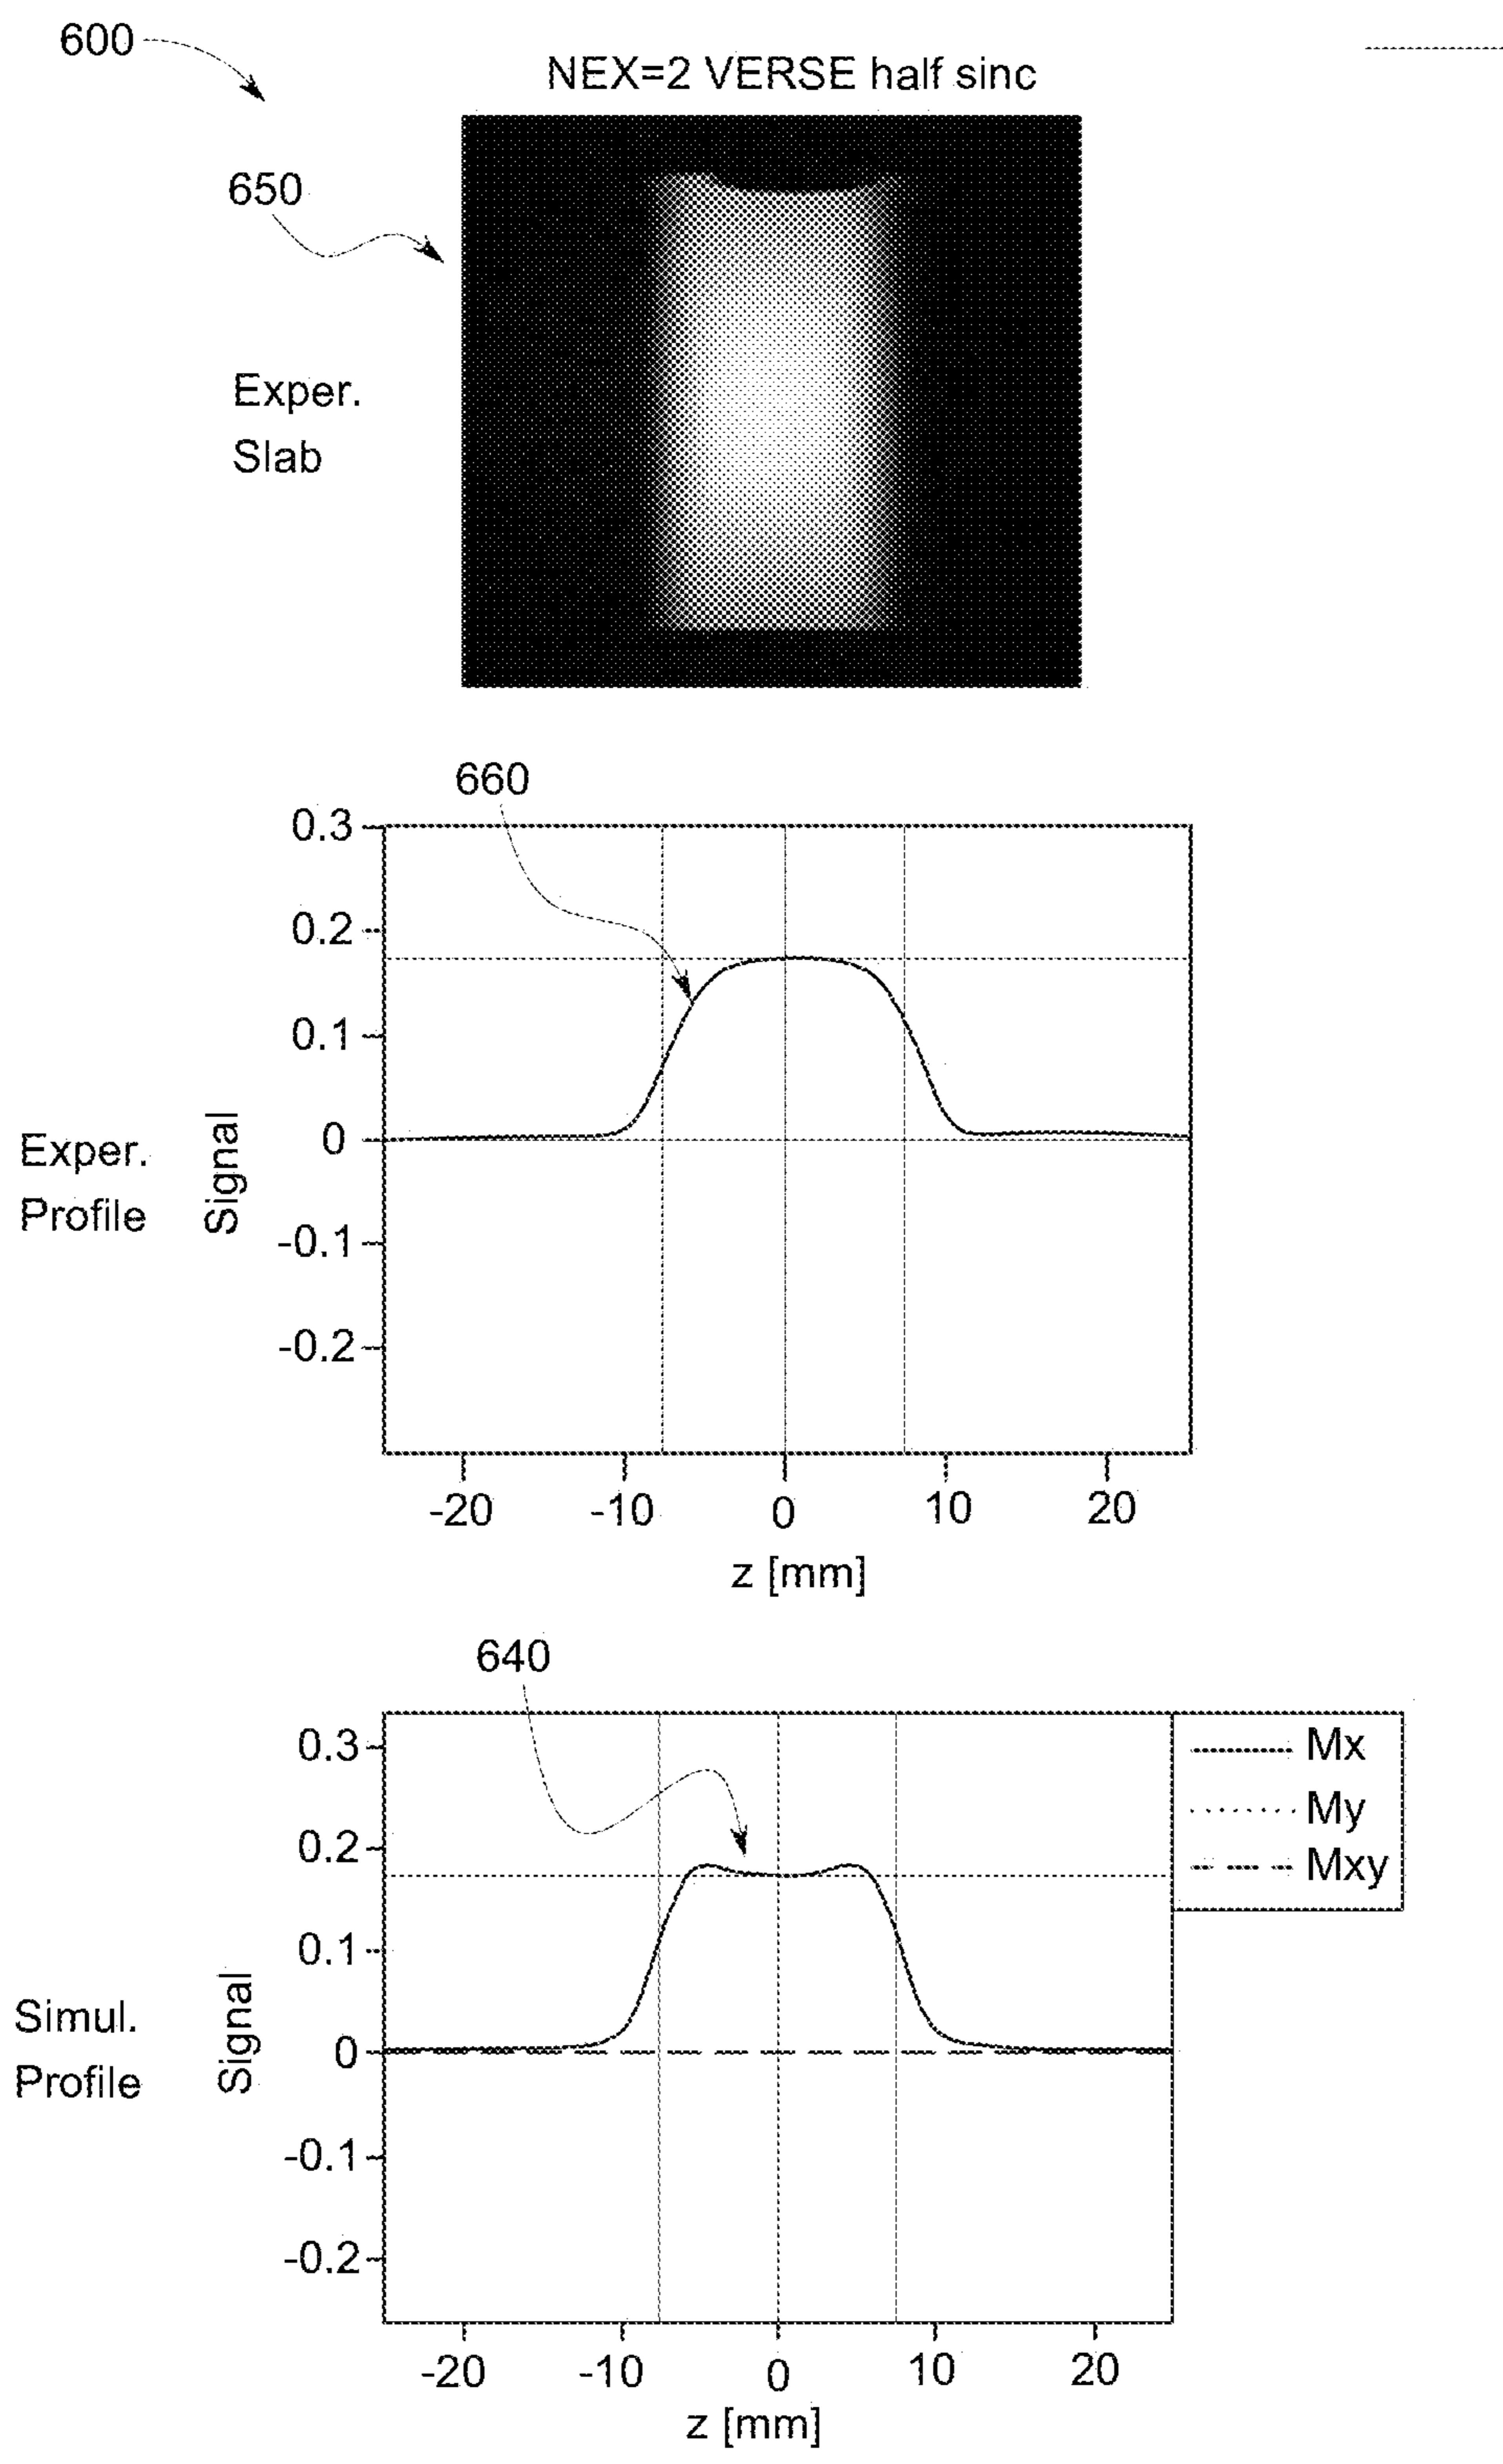 600
NEX=2 VERSE half sinc
650
Exper.
Slab
660
0.3
0.2
0.1
0
-0.1
-0.2
Exper.
Profile
Signal
-20
-10
0
10
20
z [mm]
640
0.3
0.2
0.1
0
-0.1
-0.2
Mx
My
Mxy
Simul.
Profile
Signal
-20
-10
0
10
20
z [mm]